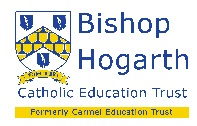 Bishop
Hogarth
Catholic Education Trust
Formerly Carmel Education Trust